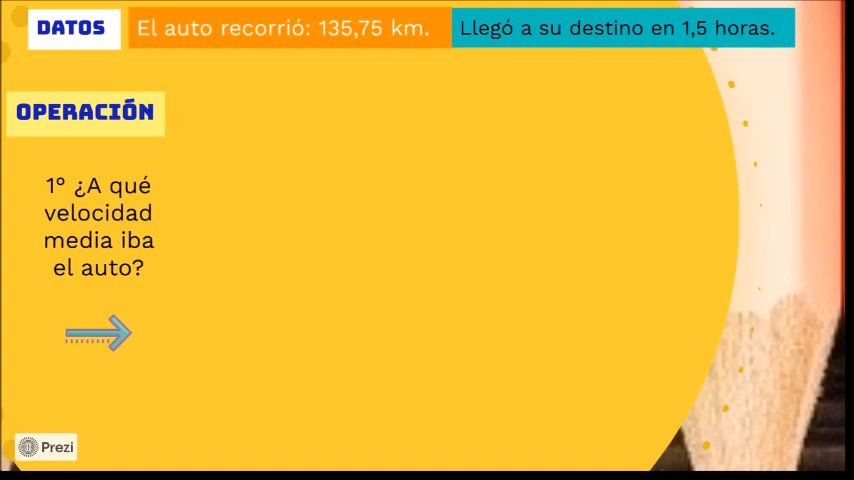 DATOS
El auto recorrió: 135,75 km.
Llegó a su destino en 1,5 horas.
OPERACIÓN
1° ¿A qué
velocidad
media iba
el auto?
Prezi